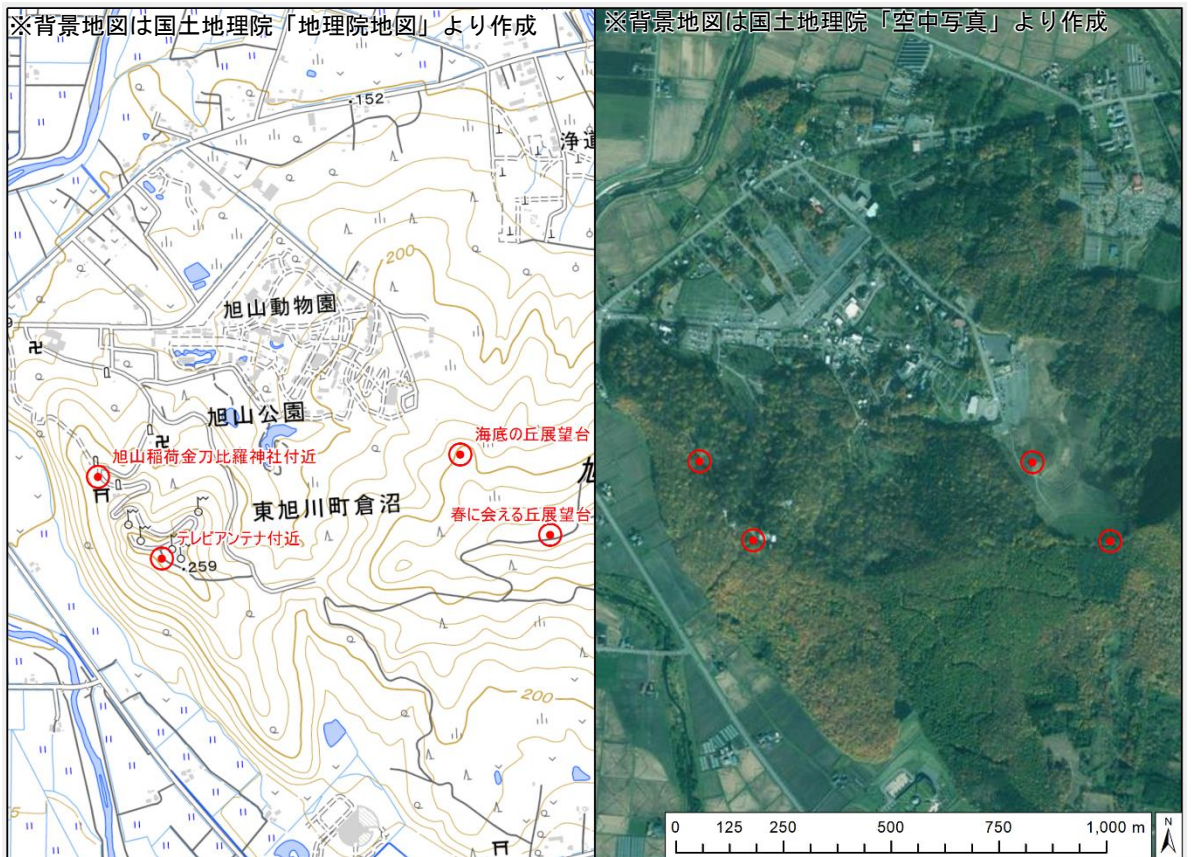 ※背景地図は国土地理院「地理院地図」より作成
152
浄道
200
旭山動物園
旭山公園
海底の丘展望台
旭山稲荷金刀比羅神社付近
旭
東旭川町倉沼
春に会える丘展望台
テレビアンテナ付近
259
200
※背景地図は国土地理院「空中写真」より作成
0 125 250 500 750 1,000 m
N